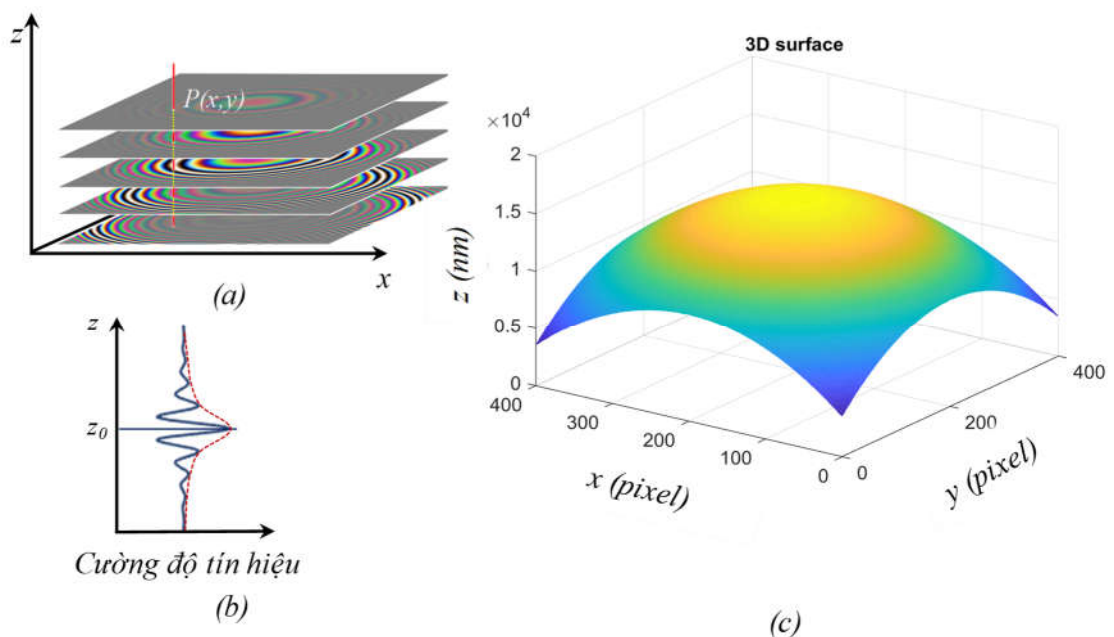 z
P(x,y)
x
(a)
z
z0
Cường độ tín hiệu
(b)
3D surface
×10^4
2
1.5
1
0.5
0
z (nm)
400
300
200
100
0
x (pixel)
0
200
400
y (pixel)
(c)